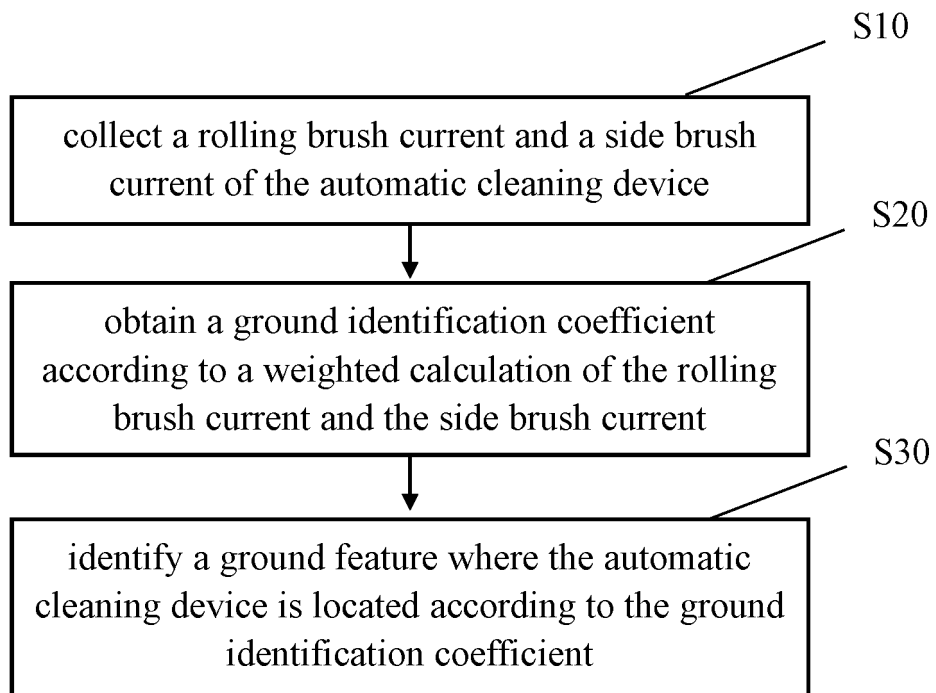 S10
collect a rolling brush current and a side brush
current of the automatic cleaning device
S20
obtain a ground identification coefficient
according to a weighted calculation of the rolling
brush current and the side brush current
S30
identify a ground feature where the automatic
cleaning device is located according to the ground
identification coefficient